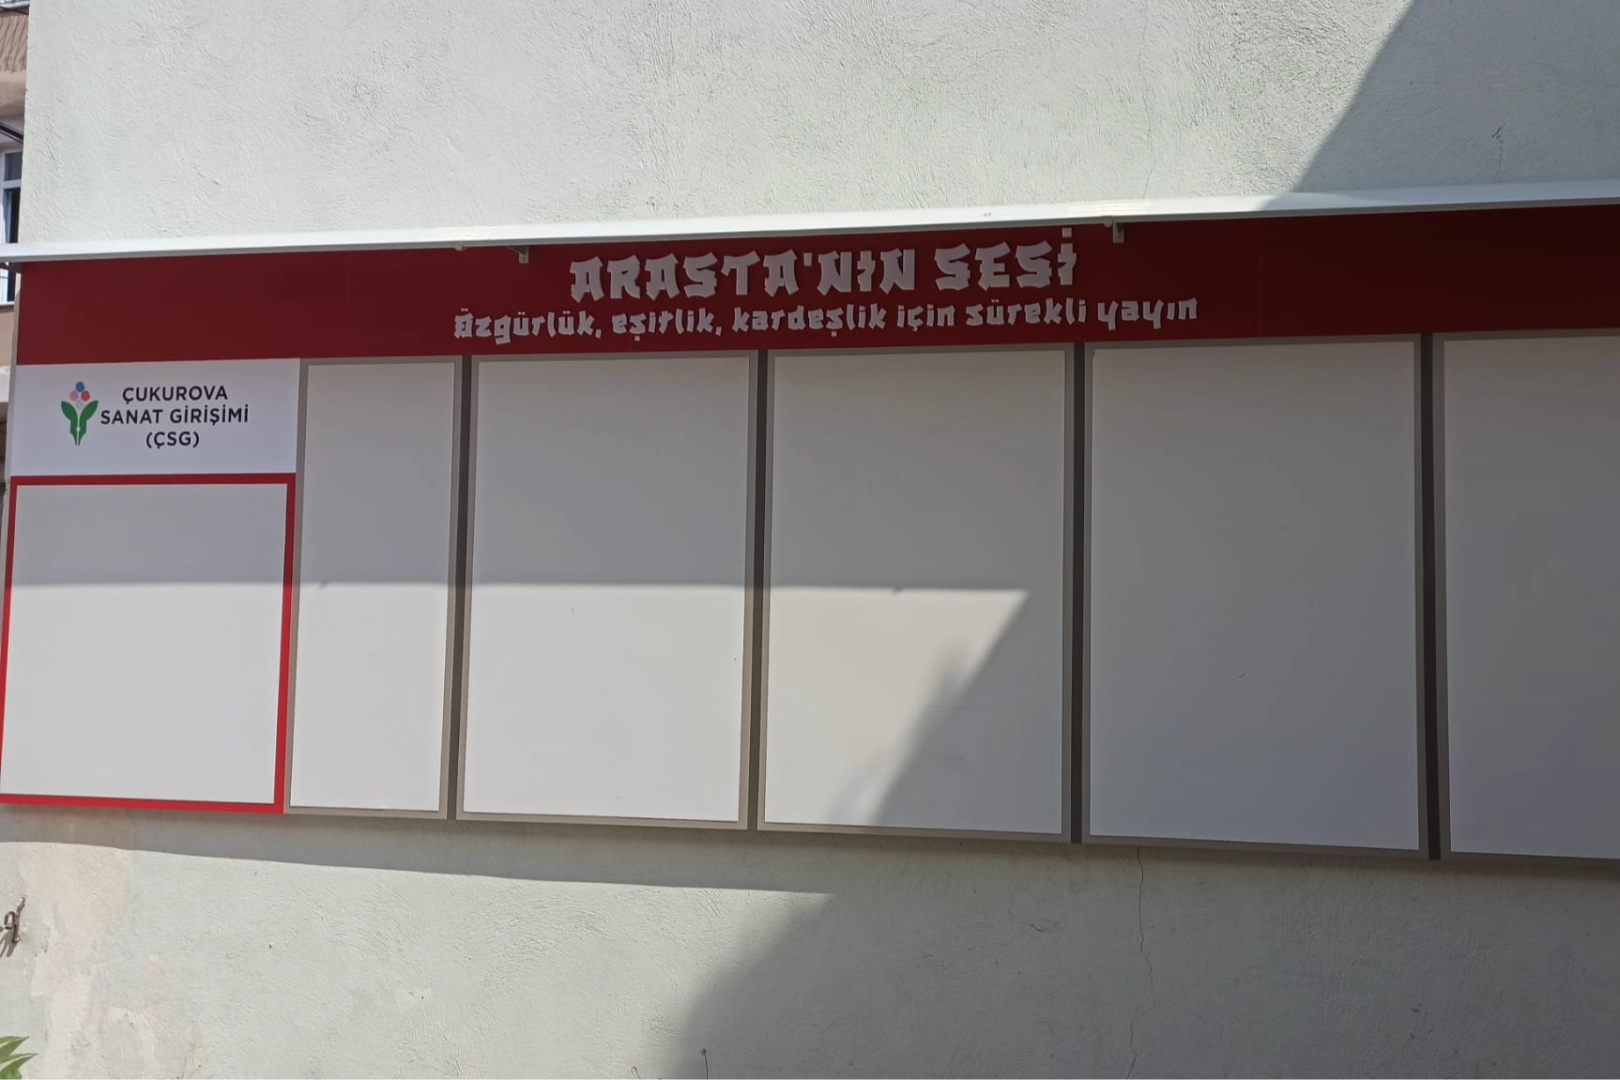 ARASTA'NIN SESİ
Özgürlük, eşitlik, kardeşlik için sürekli yayın
ÇUKUROVA
SANAT GİRİŞİMİ
(ÇSG)